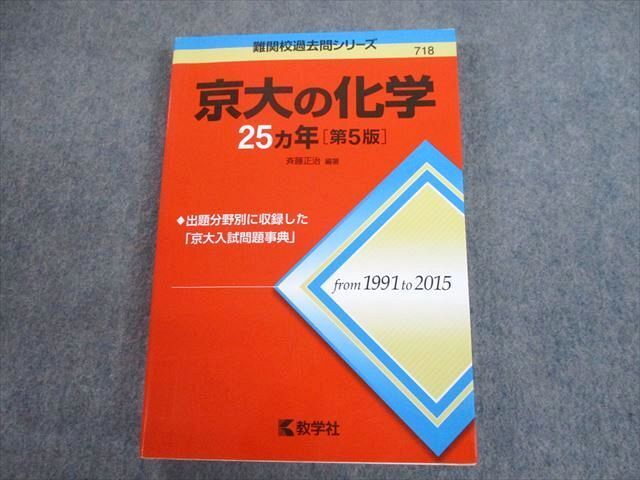 難関校過去問シリーズ
718
京大の化学
25ヵ年[第5版]
斉藤正治 編著
◆出題分野別に収録した
「京大入試問題事典」
from 1991 to 2015
教学社